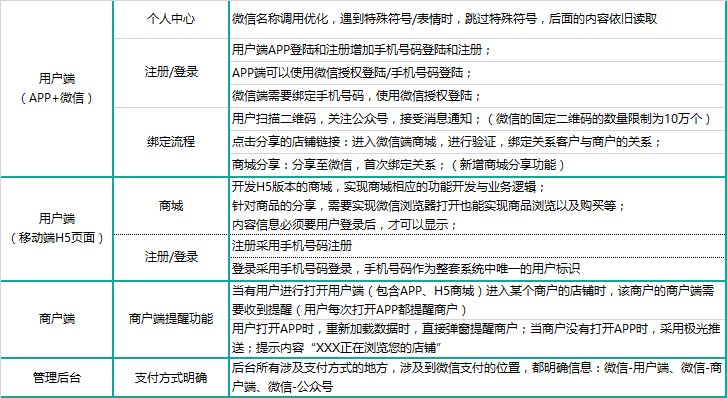 个人中心
微信名称调用优化，遇到特殊符号/表情时，跳过特殊符号，后面的内容依旧读取
用户端
（APP+微信）
注册/登录
用户端APP登陆和注册增加手机号码登陆和注册；
APP端可以使用微信授权登陆/手机号码登陆；
微信端需要绑定手机号码，使用微信授权登陆；
绑定流程
用户扫描二维码，关注公众号，接受消息通知；（微信的固定二维码的数量限制为10万个）
点击分享的店铺链接：进入微信端商城，进行验证，绑定关系客户与商户的关系；
商城分享：分享至微信，首次绑定关系；（新增商城分享功能）
用户端
（移动端H5页面）
商城
开发H5版本的商城，实现商城相应的功能开发与业务逻辑；
针对商品的分享，需要实现微信浏览器打开也能实现商品浏览以及购买等；
内容信息必须要用户登录后，才可以显示；
注册/登录
注册采用手机号码注册
登录采用手机号码登录，手机号码作为整套系统中唯一的用户标识
商户端
商户端提醒功能
当有用户进行打开用户端（包含APP、H5商城）进入某个商户的店铺时，该商户的商户端需
要收到提醒（用户每次打开APP都提醒商户）
用户打开APP时，重新加载数据时，直接弹窗提醒商户；当商户没有打开APP时，采用极光推
送；提示内容“XXX正在浏览您的店铺”
管理后台
支付方式明确
后台所有涉及支付方式的地方，涉及到微信支付的位置，都明确信息：微信-用户端、微信-商
户端、微信-公众号